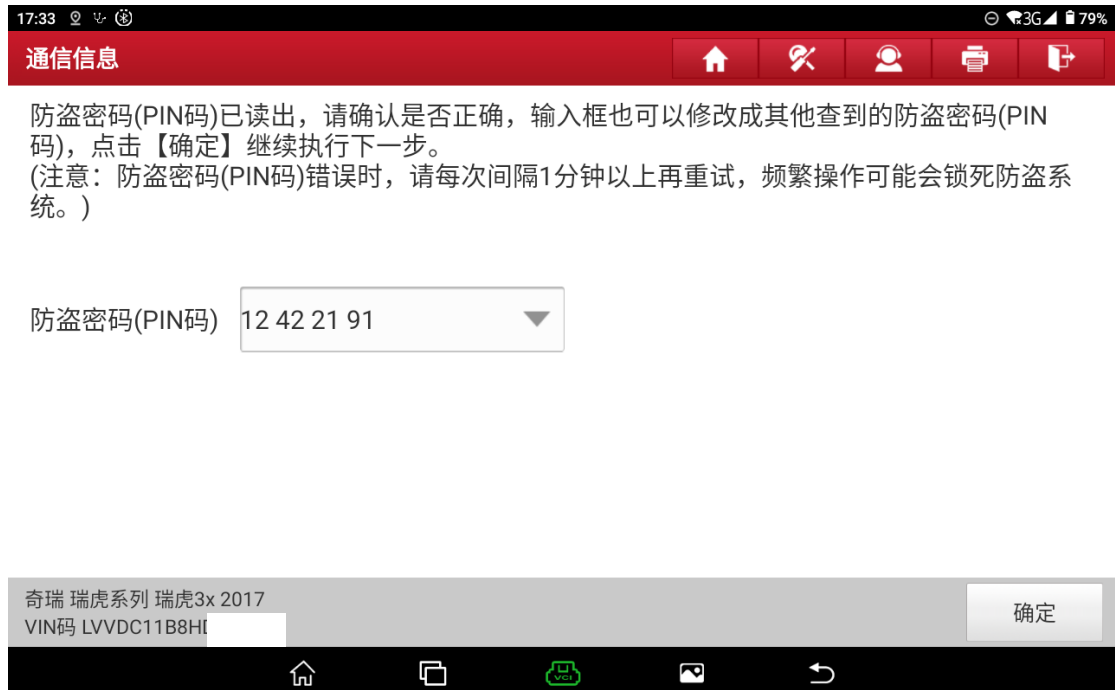 17:33 3G 79%
通信信息
防盗密码(PIN码)已读出，请确认是否正确，输入框也可以修改成其他查到的防盗密码(PIN
码)，点击【确定】继续执行下一步。
(注意：防盗密码(PIN码)错误时，请每次间隔1分钟以上再重试，频繁操作可能会锁死防盗系
统。)
防盗密码(PIN码) 12 42 21 91
奇瑞 瑞虎系列 瑞虎3x 2017
VIN码 LVVDC11B8H
确定
VCI